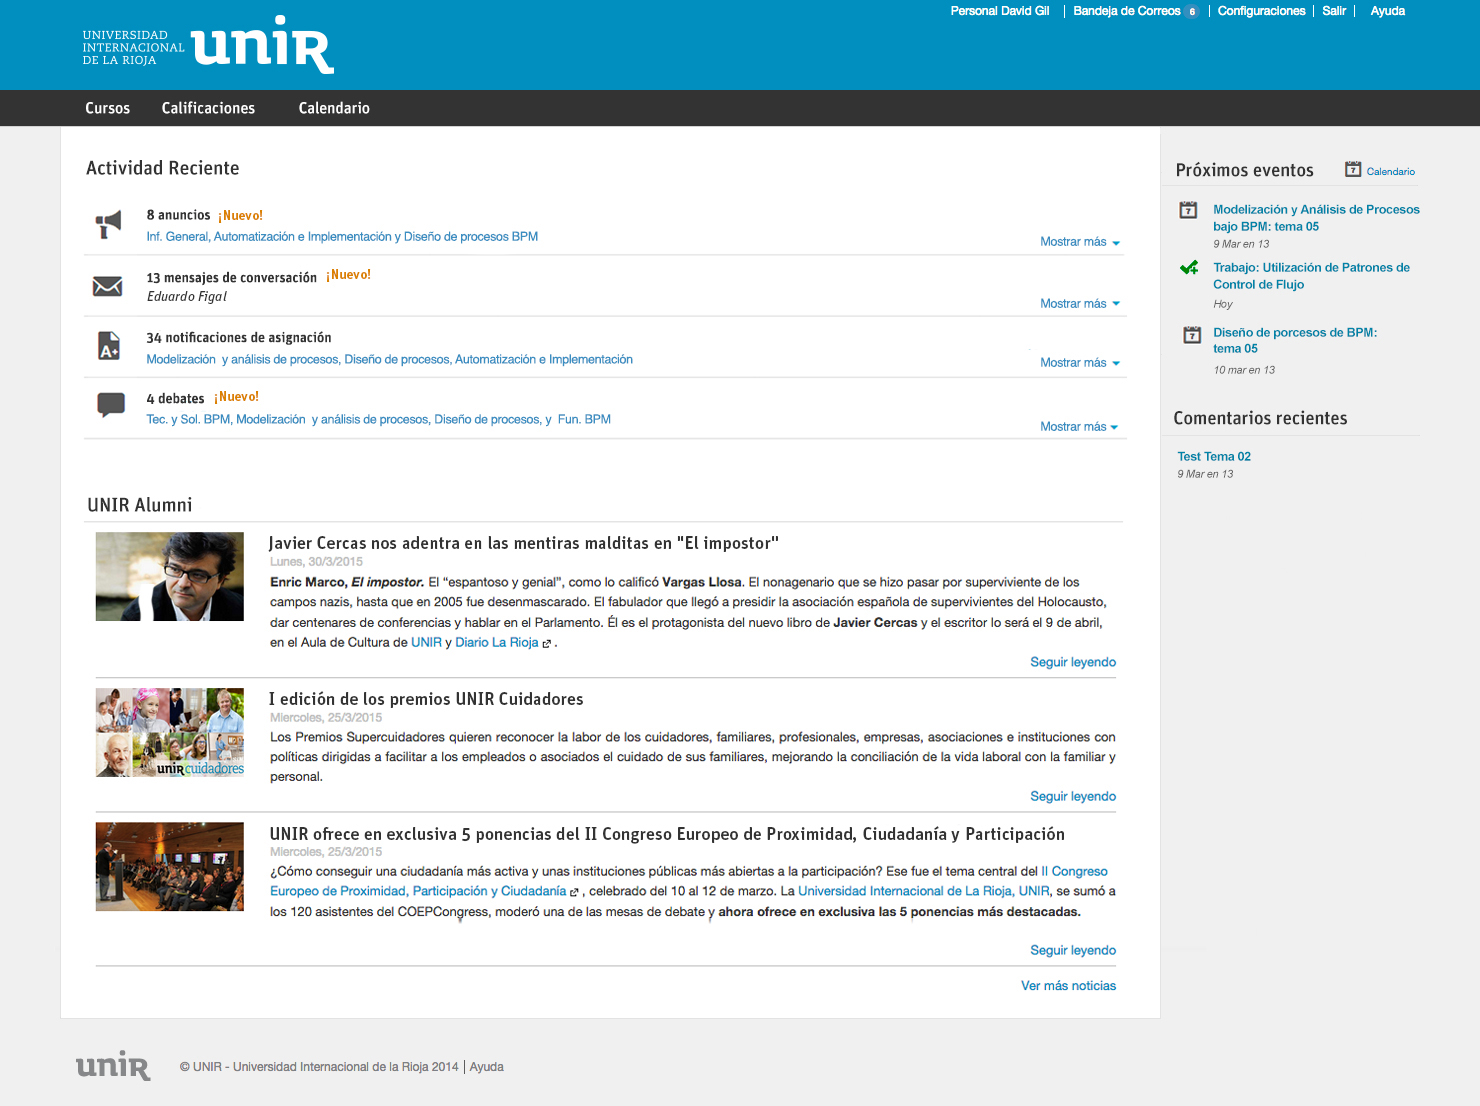 Personal David Gil | Bandeja de Correos 6 | Configuraciones | Salir | Ayuda
UNIVERSIDAD
INTERNACIONAL
DE LA RIOJA
unir
Cursos Calificaciones Calendario
Actividad Reciente
8 anuncios ¡Nuevo!
Inf. General, Automatización e Implementación y Diseño de procesos BPM
Mostrar más
13 mensajes de conversación ¡Nuevo!
Eduardo Figal
Mostrar más
34 notificaciones de asignación
Modelización y análisis de procesos, Diseño de procesos, Automatización e Implementación
Mostrar más
4 debates ¡Nuevo!
Tec. y Sol. BPM, Modelización y análisis de procesos, Diseño de procesos, y Fun. BPM
Mostrar más
A+
UNIR Alumni
Javier Cercas nos adentra en las mentiras malditas en "El impostor"
Lunes, 30/3/2015
Enric Marco, El impostor. El “espantoso y genial”, como lo calificó Vargas Llosa. El nonagenario que se hizo pasar por superviviente de los
campos nazis, hasta que en 2005 fue desenmascarado. El fabulador que llegó a presidir la asociación española de supervivientes del Holocausto,
dar centenares de conferencias y hablar en el Parlamento. Él es el protagonista del nuevo libro de Javier Cercas y el escritor lo será el 9 de abril,
en el Aula de Cultura de UNIR y Diario La Rioja .
Seguir leyendo
I edición de los premios UNIR Cuidadores
Miercoles, 25/3/2015
Los Premios Supercuidadores quieren reconocer la labor de los cuidadores, familiares, profesionales, empresas, asociaciones e instituciones con
políticas dirigidas a facilitar a los empleados o asociados el cuidado de sus familiares, mejorando la conciliación de la vida laboral con la familiar y
personal.
unircuidadores
Seguir leyendo
UNIR ofrece en exclusiva 5 ponencias del II Congreso Europeo de Proximidad, Ciudadanía y Participación
Miercoles, 25/3/2015
¿Cómo conseguir una ciudadanía más activa y unas instituciones públicas más abiertas a la participación? Ese fue el tema central del II Congreso
Europeo de Proximidad, Participación y Ciudadanía , celebrado del 10 al 12 de marzo. La Universidad Internacional de La Rioja, UNIR, se sumó a
los 120 asistentes del COEPCongress, moderó una de las mesas de debate y ahora ofrece en exclusiva las 5 ponencias más destacadas.
Seguir leyendo
Ver más noticias
Próximos eventos 7 Calendario
7 Modelización y Análisis de Procesos
bajo BPM: tema 05
9 Mar en 13
Trabajo: Utilización de Patrones de
Control de Flujo
Hoy
7 Diseño de porcesos de BPM:
tema 05
10 mar en 13
Comentarios recientes
Test Tema 02
9 Mar en 13
unir © UNIR - Universidad Internacional de la Rioja 2014 | Ayuda